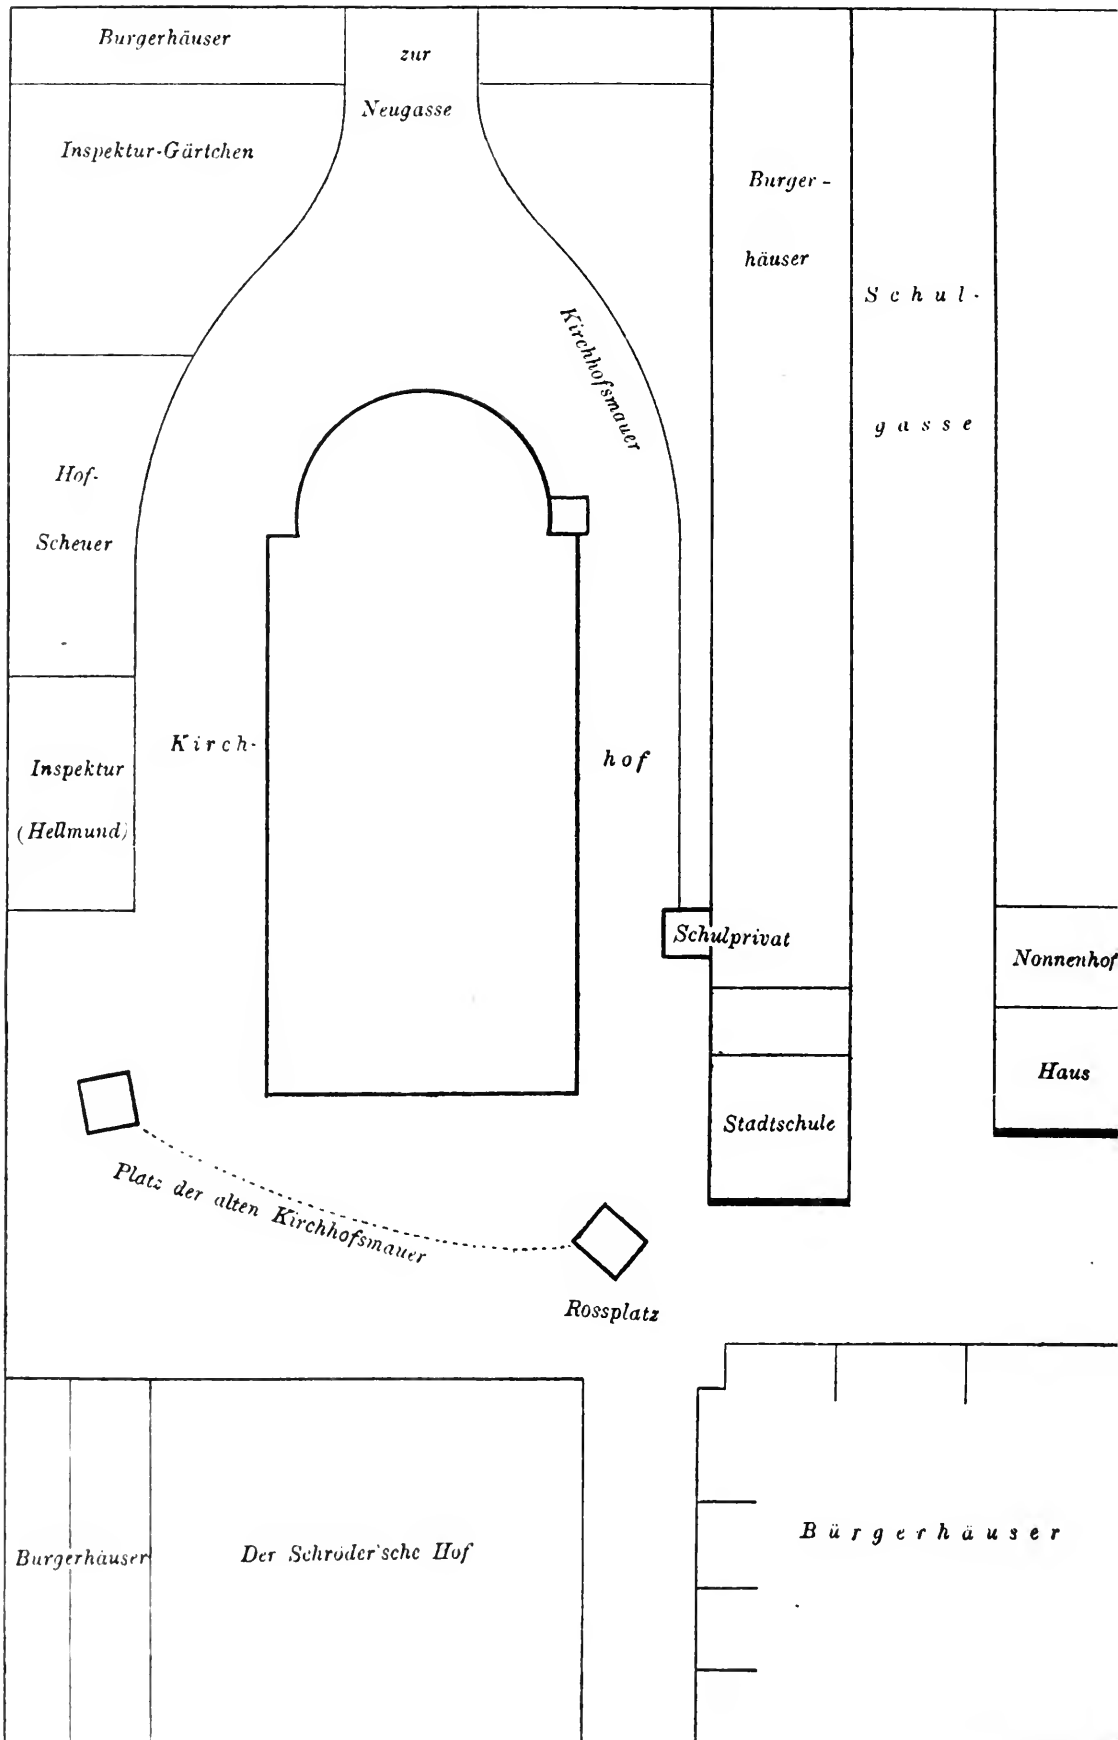 Burgerhäuser
zur
Neugasse
Inspektur-Gärtchen
Burger-
häuser
Schul-
gasse
Kirchhofsmauer
Hof-
Scheuer
Kirch-
hof
Inspektur
(Hellmund)
Schulprivat
Nonnenhof
Haus
Stadtschule
Platz der alten Kirchhofsmauer
Rossplatz
Burgerhäuser
Der Schröder'sche Hof
Bürgerhäuser